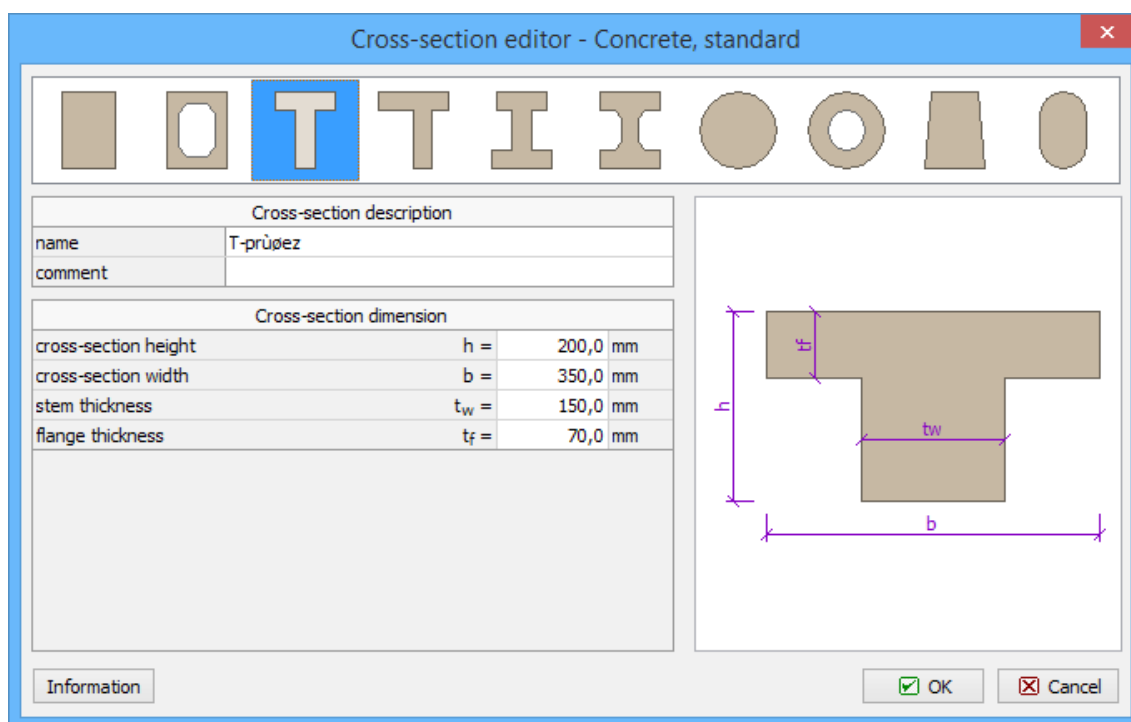 Cross-section editor - Concrete, standard
Cross-section description
name T-prùøez
comment
Cross-section dimension
cross-section height h = 200,0 mm
cross-section width b = 350,0 mm
stem thickness tw = 150,0 mm
flange thickness tf = 70,0 mm
tf
h
tw
b
Information
OK
Cancel